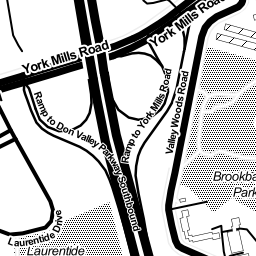 York Mills Road
York Mills Road
Ramp to Don Valley Parkway Southbound
Ramp to York Mills Road
Valley Woods Road
Laurentide Drive
Laurentide
Brookba
Park